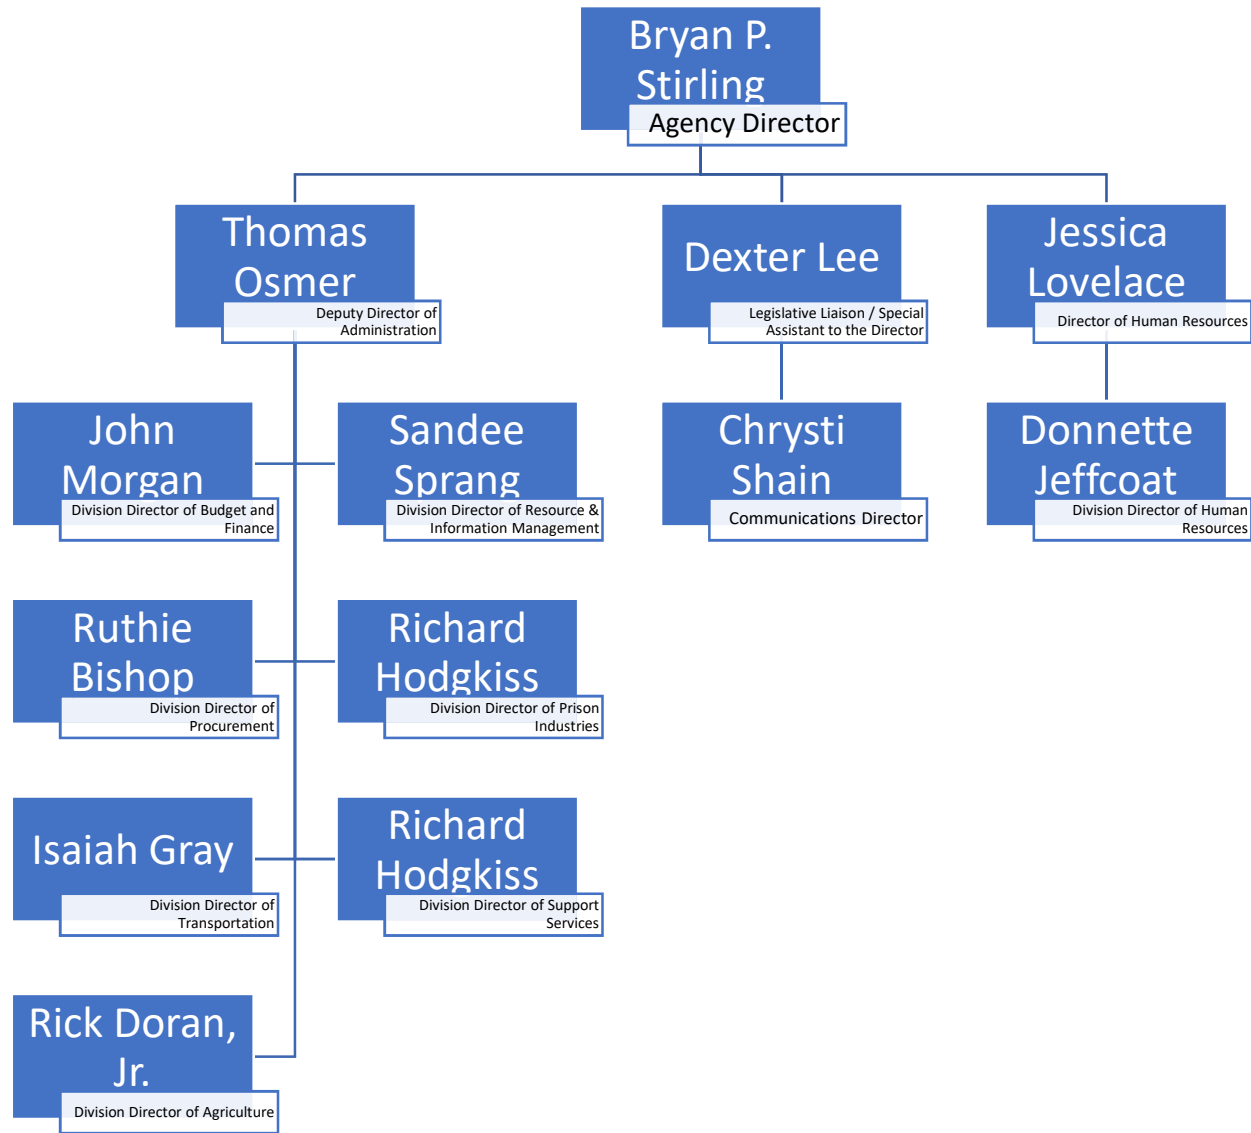 Bryan P.
Stirling
Agency Director
Thomas
Osmer
Deputy Director of
Administration
Dexter Lee
Legislative Liaison / Special
Assistant to the Director
Jessica
Lovelace
Director of Human Resources
John
Morgan
Division Director of Budget and
Finance
Sandee
Sprang
Division Director of Resource &
Information Management
Chrysti
Shain
Communications Director
Donnette
Jeffcoat
Division Director of Human
Resources
Ruthie
Bishop
Division Director of
Procurement
Richard
Hodgkiss
Division Director of Prison
Industries
Isaiah Gray
Division Director of
Transportation
Richard
Hodgkiss
Division Director of Support
Services
Rick Doran,
Jr.
Division Director of Agriculture